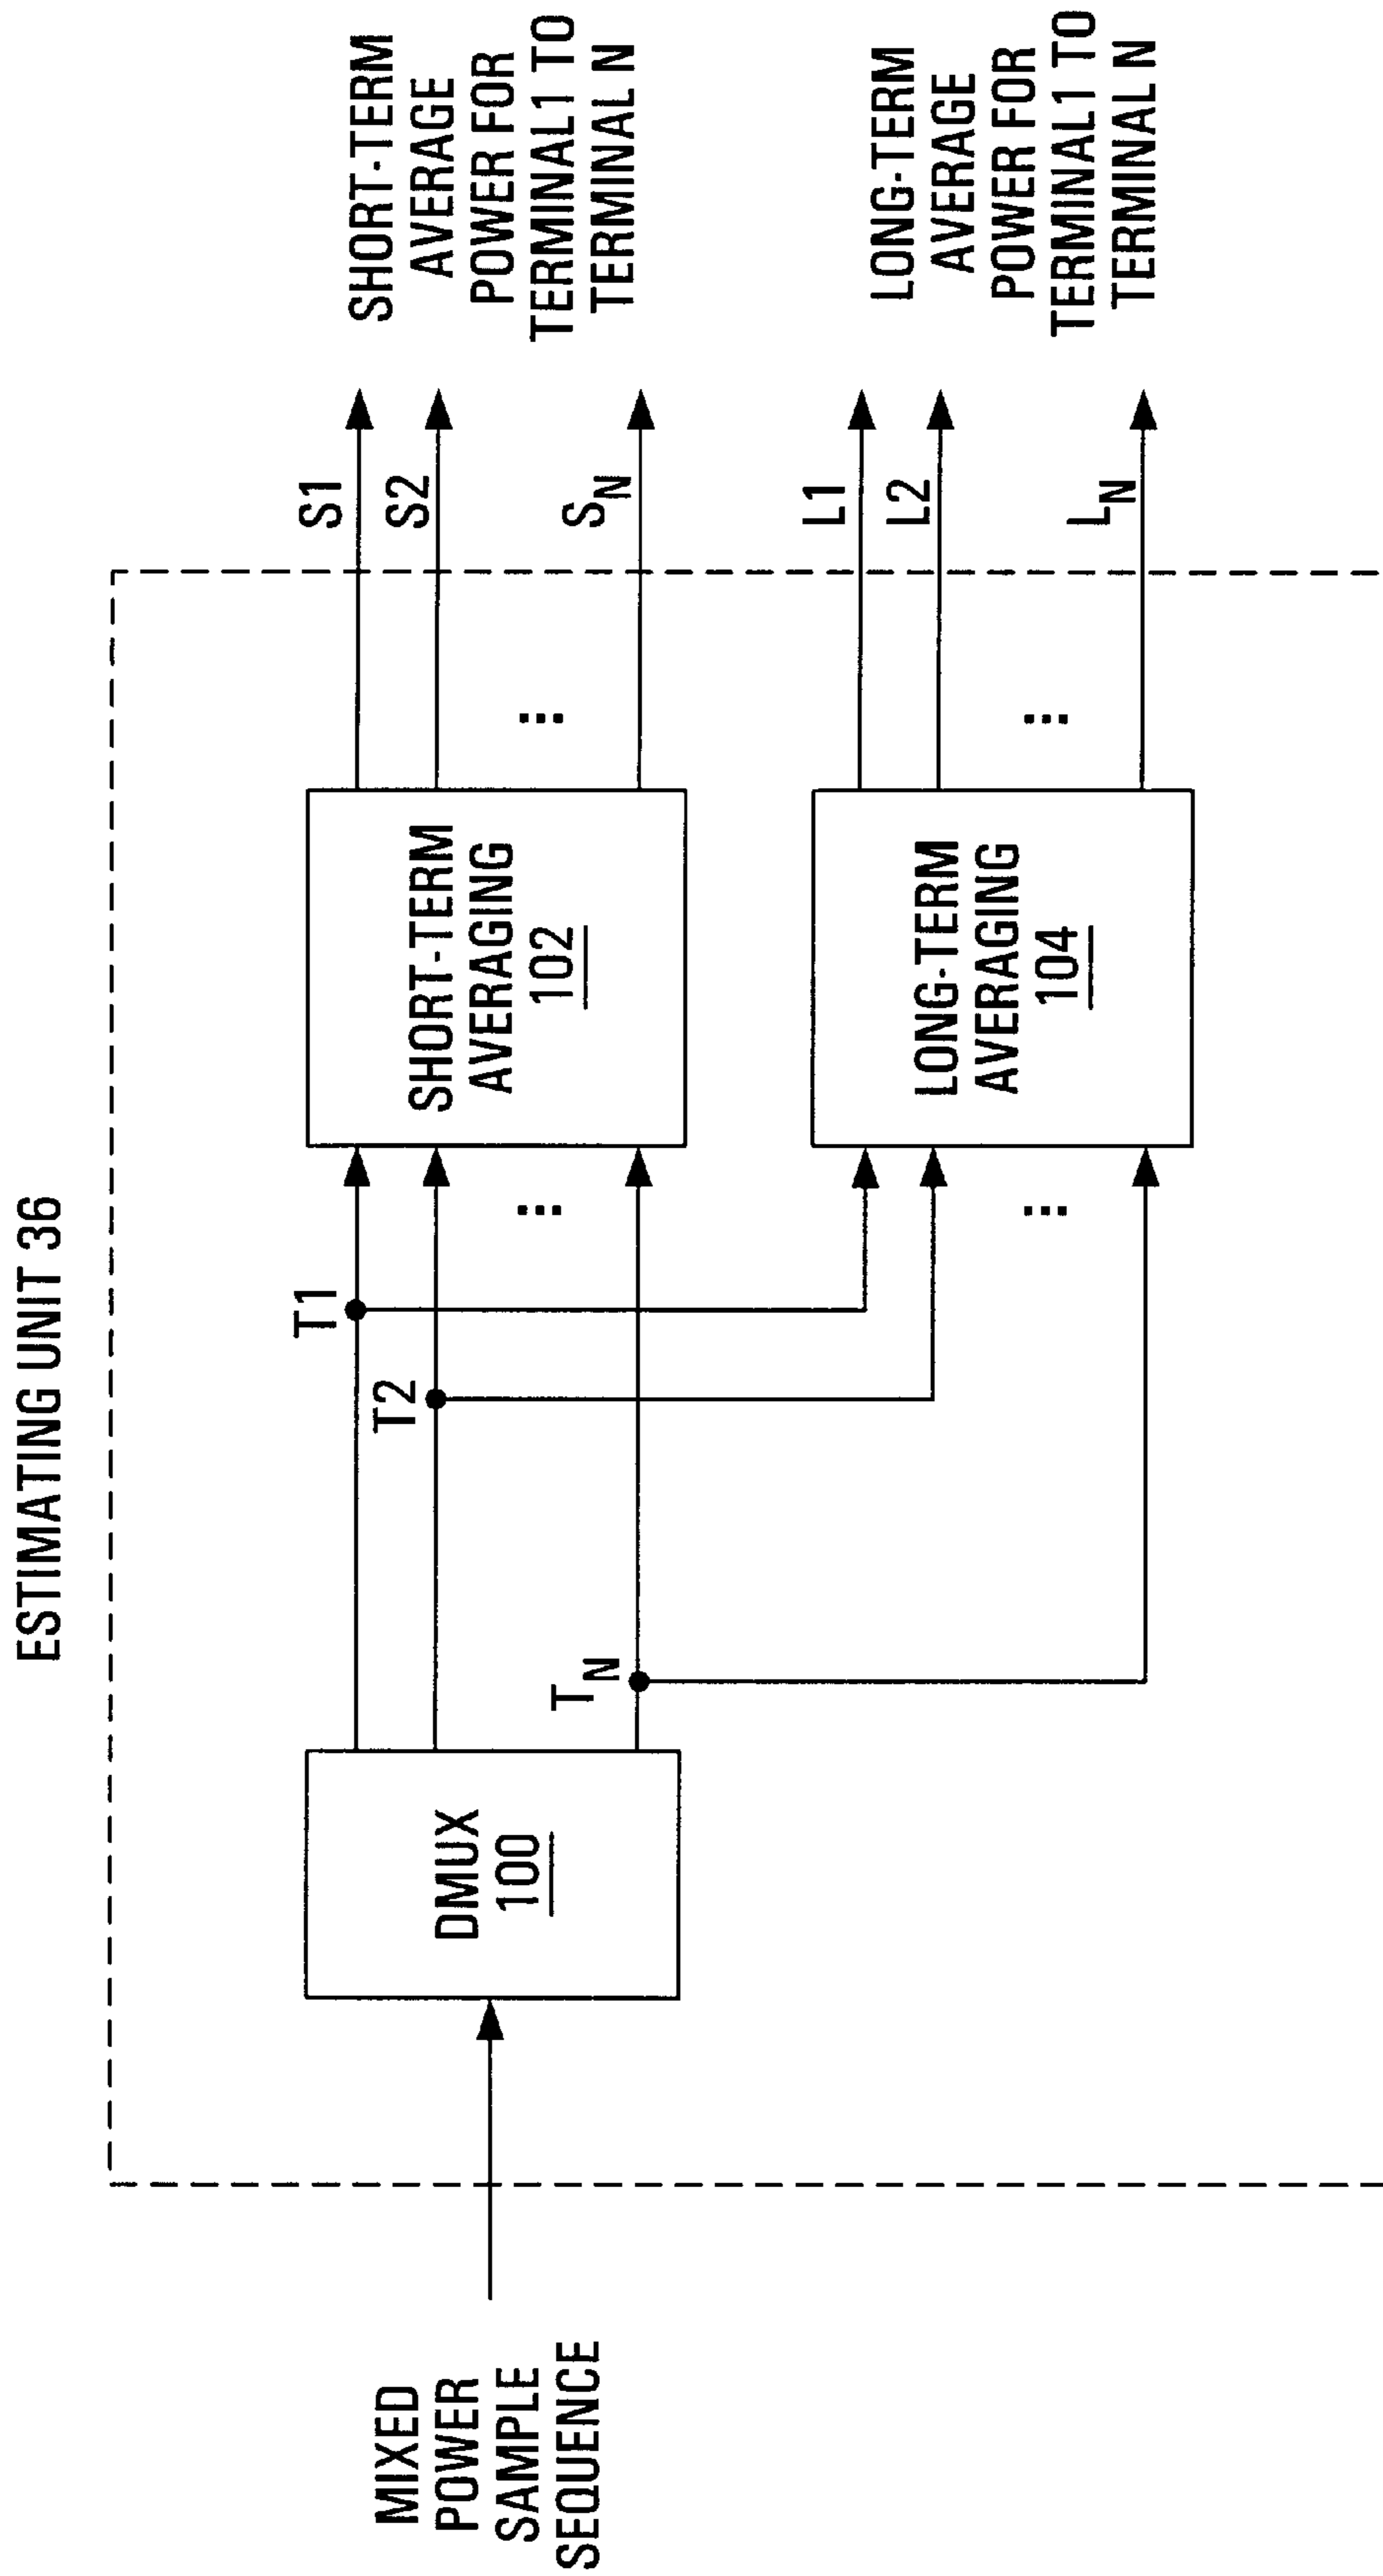 ESTIMATING UNIT 36
MIXED
POWER
SAMPLE
SEQUENCE
DMUX
100
T1
T2
TN
SHORT-TERM
AVERAGING
102
LONG-TERM
AVERAGING
104
S1
S2
SN
L1
L2
LN
SHORT-TERM
AVERAGE
POWER FOR
TERMINAL1 TO
TERMINAL N
LONG-TERM
AVERAGE
POWER FOR
TERMINAL1 TO
TERMINAL N